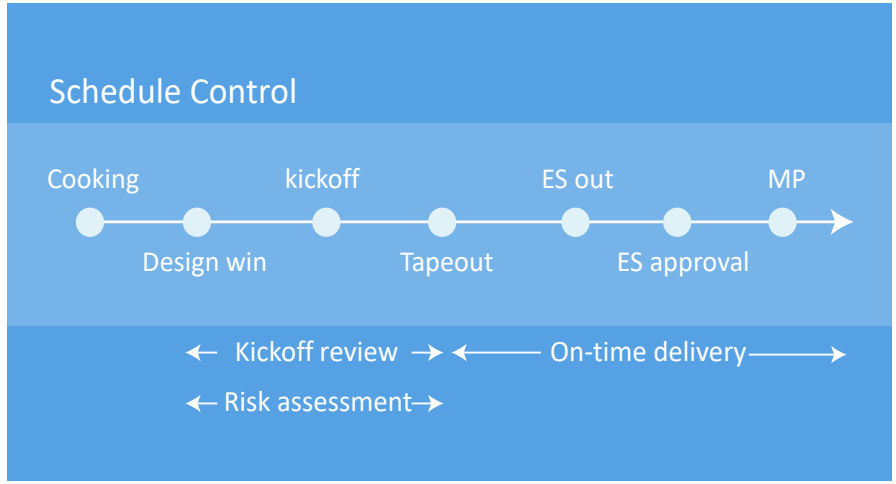 Schedule Control
Cooking
kickoff
ES out
MP
Design win
Tapeout
ES approval
Kickoff review
On-time delivery
Risk assessment